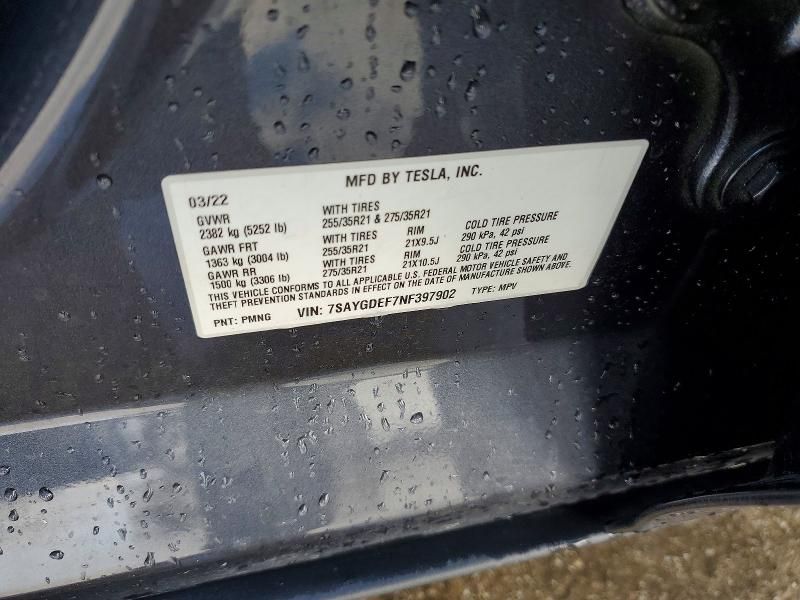 MFD BY TESLA, INC.
03/22
GVWR WITH TIRES COLD TIRE PRESSURE
2382 kg (5252 lb) 255/35R21 & 275/35R21 290 kPa, 42 psi
GAWR FRT WITH TIRES RIM
1363 kg (3004 lb) 255/35R21 21X9.5J COLD TIRE PRESSURE
GAWR RR WITH TIRES RIM 290 kPa, 42 psi
1500 kg (3306 lb) 275/35R21 21X10.5J
THIS VEHICLE CONFORMS TO ALL APPLICABLE U.S. FEDERAL MOTOR VEHICLE SAFETY AND
THEFT PREVENTION STANDARDS IN EFFECT ON THE DATE OF MANUFACTURE SHOWN ABOVE.
PNT: PMNG VIN: 7SAYGDEF7NF397902 TYPE: MPV